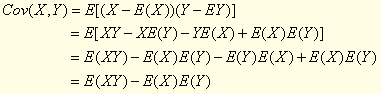 Cov(X,Y) = E[(X − E(X))(Y − EY)]
= E[XY − XE(Y) − YE(X) + E(X)E(Y)]
= E(XY) − E(X)E(Y) − E(Y)E(X) + E(X)E(Y)
= E(XY) − E(X)E(Y)